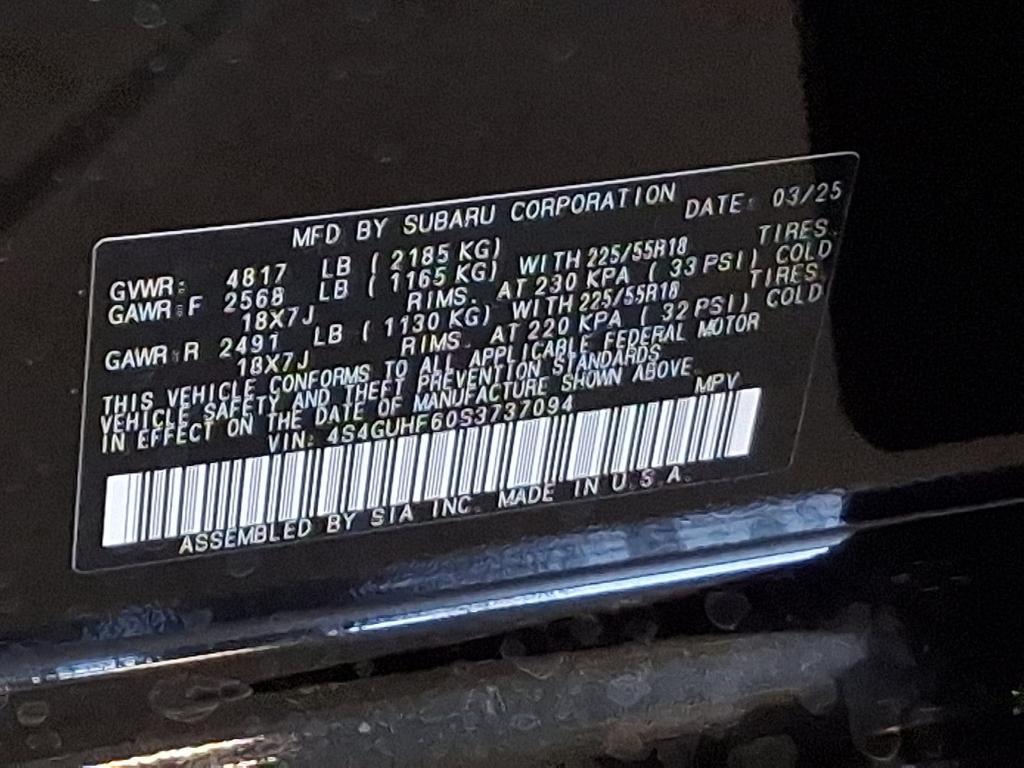 MFD BY SUBARU CORPORATION DATE: 03/25
GVWR: 4817 LB ( 2185 KG)
GAWR:F 2568 LB ( 1165 KG) WITH 225/55R18 TIRES.
18X7J RIMS. AT 230 KPA ( 33 PSI) COLD
GAWR:R 2491 LB ( 1130 KG) WITH 225/55R18 TIRES.
18X7J RIMS. AT 220 KPA ( 32 PSI) COLD
THIS VEHICLE CONFORMS TO ALL APPLICABLE FEDERAL MOTOR
VEHICLE SAFETY AND THEFT PREVENTION STANDARDS
IN EFFECT ON THE DATE OF MANUFACTURE SHOWN ABOVE.
VIN: 4S4GUHF60S3737094 MPV
ASSEMBLED BY SIA INC. MADE IN U.S.A.